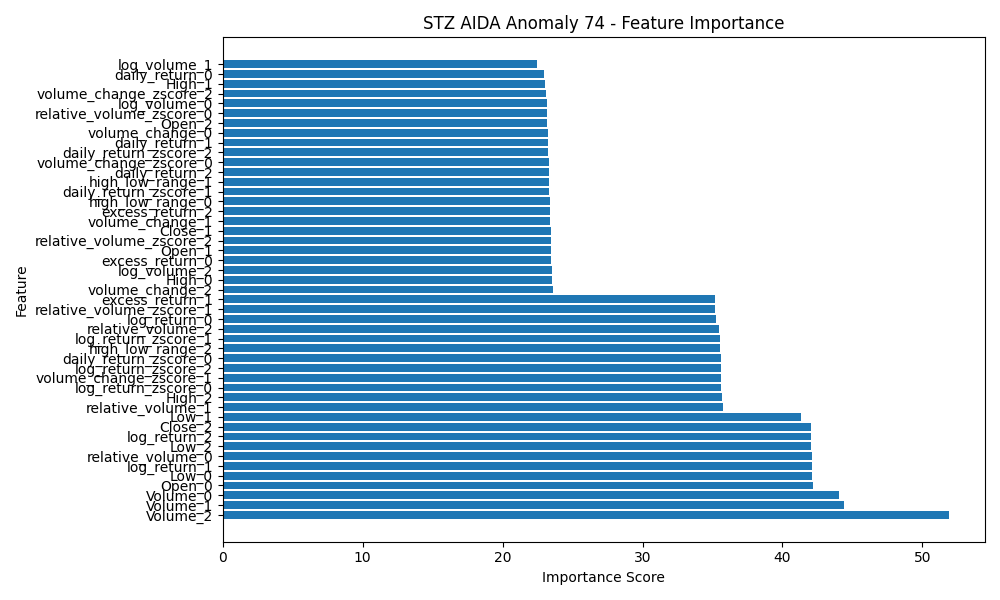 STZ AIDA Anomaly 74 - Feature Importance
log_volume_1
daily_return_0
High_1
volume_change_zscore_2
log_volume_0
relative_volume_zscore_0
Open_2
volume_change_0
daily_return_1
daily_return_zscore_2
volume_change_zscore_0
daily_return_2
high_low_range_1
daily_return_zscore_1
high_low_range_0
excess_return_2
volume_change_1
Close_1
relative_volume_zscore_2
Open_1
excess_return_0
log_volume_2
High_0
volume_change_2
excess_return_1
relative_volume_zscore_1
log_return_0
relative_volume_2
log_return_zscore_1
high_low_range_2
daily_return_zscore_0
log_return_zscore_2
volume_change_zscore_1
log_return_zscore_0
High_2
relative_volume_1
Low_1
Close_2
log_return_2
Low_2
relative_volume_0
log_return_1
Low_0
Open_0
Volume_0
Volume_1
Volume_2
Feature
0 10 20 30 40 50
Importance Score